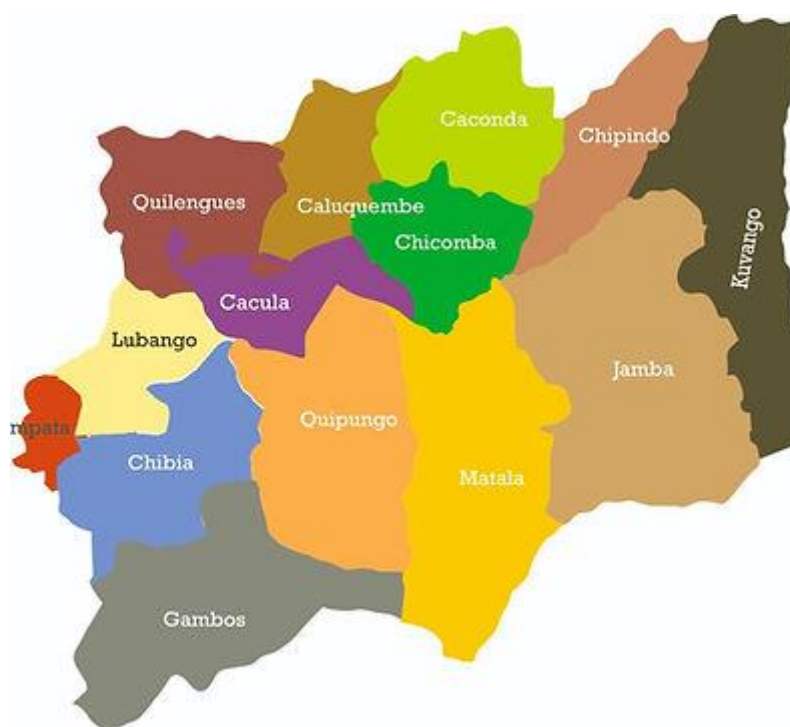 Caconda
Chipindo
Quilengues
Caluquembe
Chicomba
Kuvango
Cacula
Lubango
Jamba
mpata
Quipungo
Chibia
Matala
Gambos